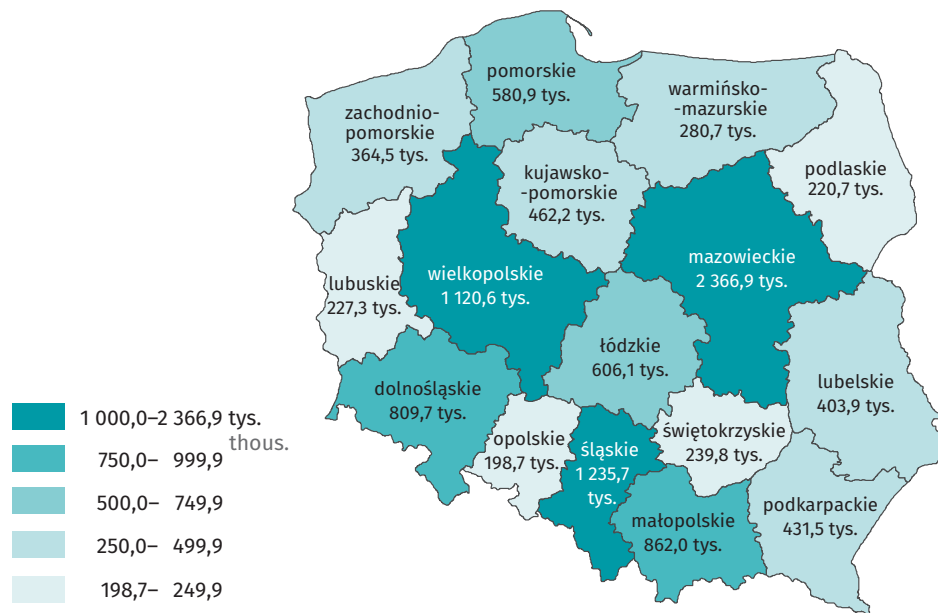 pomorskie
580,9 tys.
warmińsko-
-mazurskie
280,7 tys.
zachodnio-
pomorskie
364,5 tys.
kujawsko-
-pomorskie
462,2 tys.
podlaskie
220,7 tys.
mazowieckie
2 366,9 tys.
wielkopolskie
1 120,6 tys.
lubuskie
227,3 tys.
łódzkie
606,1 tys.
dolnośląskie
809,7 tys.
lubelskie
403,9 tys.
opolskie
198,7 tys.
śląskie
1 235,7
tys.
świętokrzyskie
239,8 tys.
małopolskie
862,0 tys.
podkarpackie
431,5 tys.
1 000,0–2 366,9 tys.
thous.
750,0– 999,9
500,0– 749,9
250,0– 499,9
198,7– 249,9